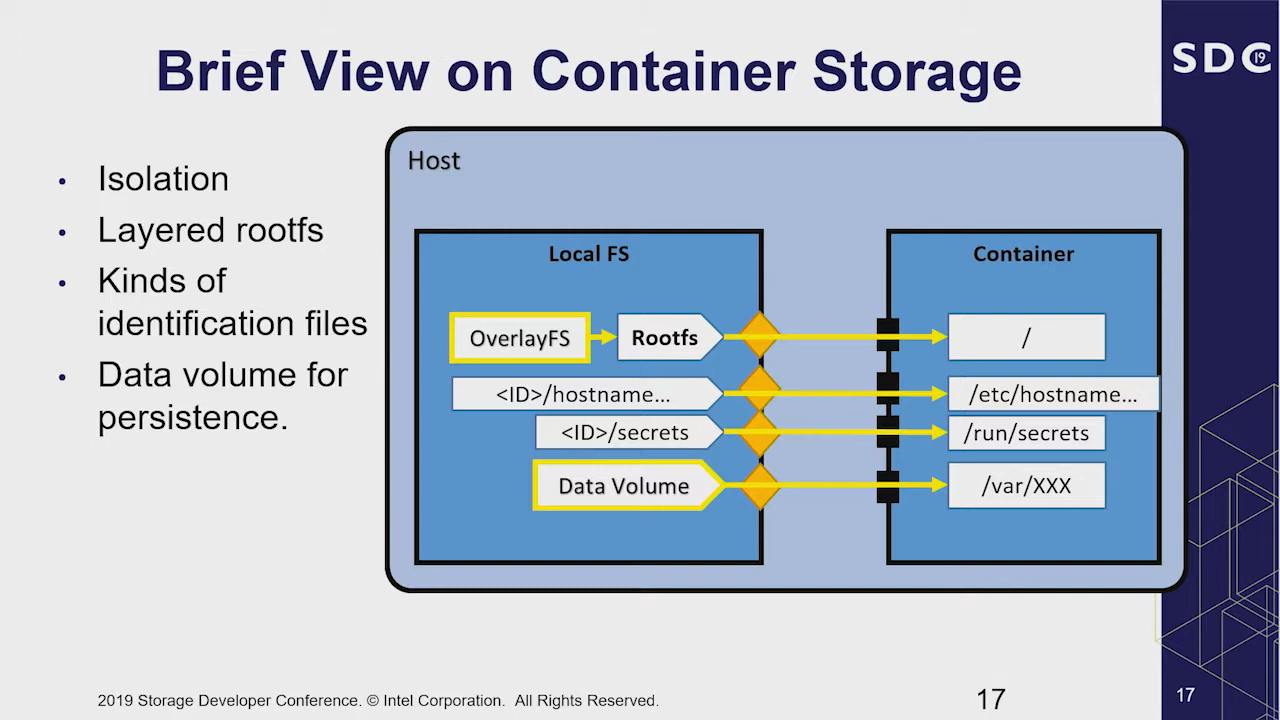 Brief View on Container Storage
SDC 19
• Isolation
• Layered rootfs
• Kinds of
identification files
• Data volume for
persistence.
Host
Local FS
Container
OverlayFS
Rootfs
/
<ID>/hostname...
/etc/hostname...
<ID>/secrets
/run/secrets
Data Volume
/var/XXX
2019 Storage Developer Conference. © Intel Corporation. All Rights Reserved.
17
17